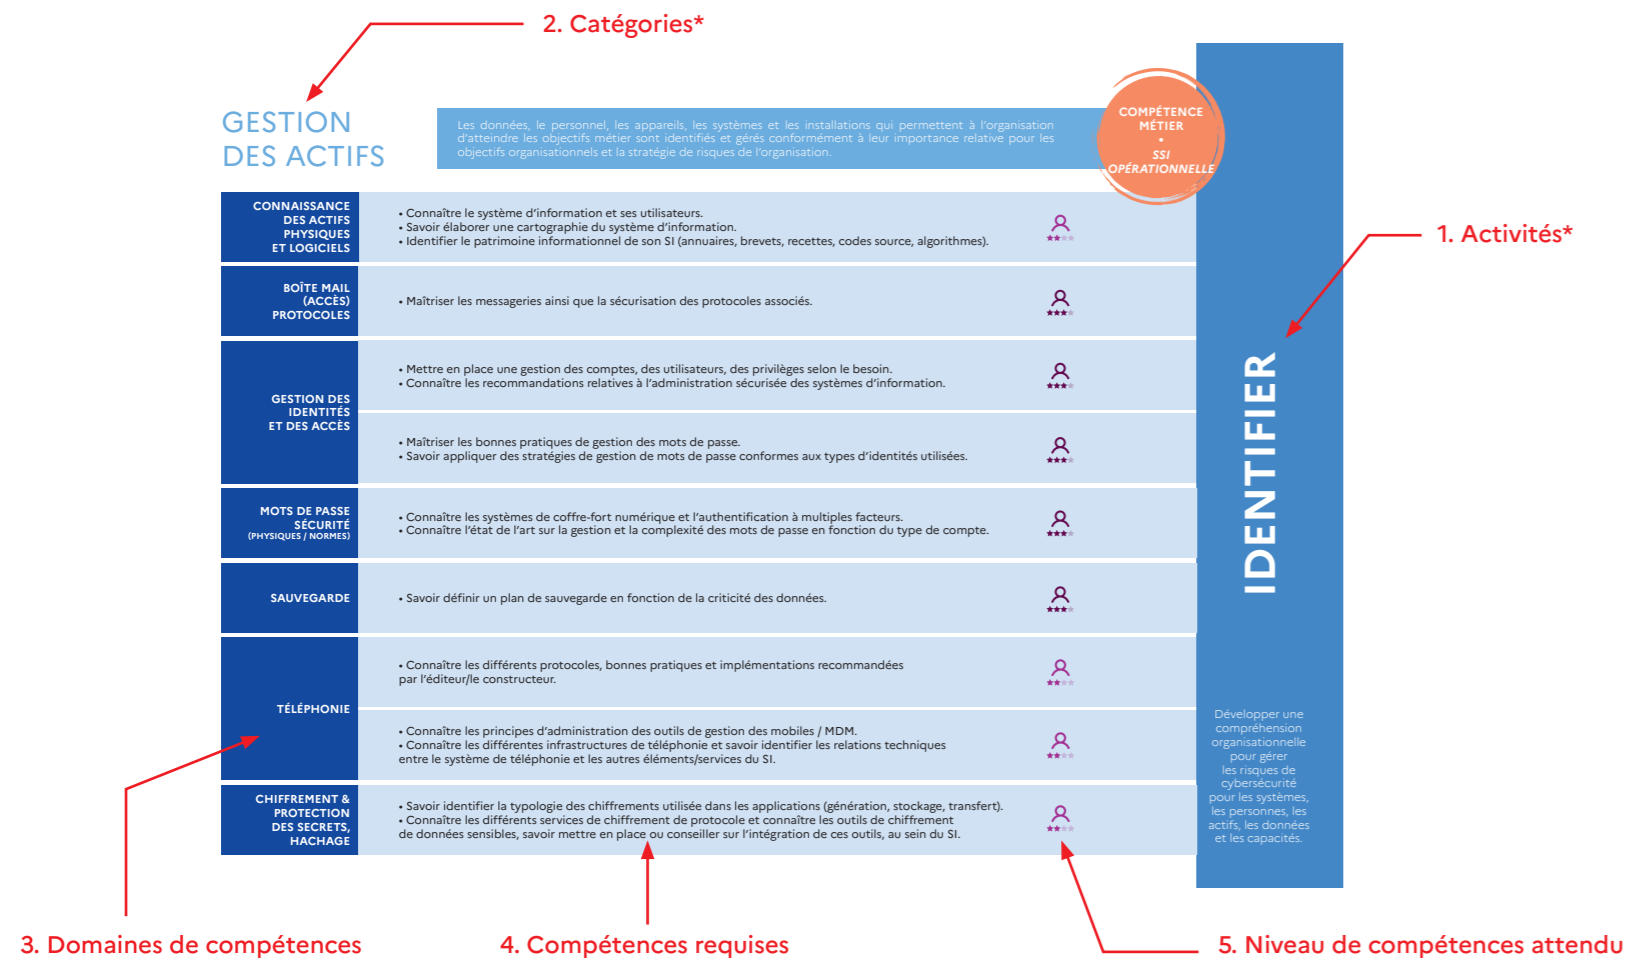 2. Catégories*
GESTION
DES ACTIFS
Les données, le personnel, les appareils, les systèmes et les installations qui permettent à l'organisation
d'atteindre les objectifs métier sont identifiés et gérés conformément à leur importance relative pour les
objectifs organisationnels et la stratégie de risques de l'organisation.
COMPÉTENCE
MÉTIER
•
SSI
OPÉRATIONNELLE
1. Activités*
IDENTIFIER
Développer une
compréhension
organisationnelle
pour gérer
les risques de
cybersécurité
pour les systèmes,
les personnes, les
actifs, les données
et les capacités.
CONNAISSANCE
DES ACTIFS
PHYSIQUES
ET LOGICIELS
• Connaître le système d'information et ses utilisateurs.
• Savoir élaborer une cartographie du système d'information.
• Identifier le patrimoine informationnel de son SI (annuaires, brevets, recettes, codes source, algorithmes).
BOÎTE MAIL
(ACCÈS)
PROTOCOLES
• Maîtriser les messageries ainsi que la sécurisation des protocoles associés.
GESTION DES
IDENTITÉS
ET DES ACCÈS
• Mettre en place une gestion des comptes, des utilisateurs, des privilèges selon le besoin.
• Connaître les recommandations relatives à l'administration sécurisée des systèmes d'information.
• Maîtriser les bonnes pratiques de gestion des mots de passe.
• Savoir appliquer des stratégies de gestion de mots de passe conformes aux types d'identités utilisées.
MOTS DE PASSE
SÉCURITÉ
(PHYSIQUES / NORMES)
• Connaître les systèmes de coffre-fort numérique et l'authentification à multiples facteurs.
• Connaître l'état de l'art sur la gestion et la complexité des mots de passe en fonction du type de compte.
SAUVEGARDE
• Savoir définir un plan de sauvegarde en fonction de la criticité des données.
TÉLÉPHONIE
• Connaître les différents protocoles, bonnes pratiques et implémentations recommandées
par l'éditeur/le constructeur.
• Connaître les principes d'administration des outils de gestion des mobiles / MDM.
• Connaître les différentes infrastructures de téléphonie et savoir identifier les relations techniques
entre le système de téléphonie et les autres éléments/services du SI.
CHIFFREMENT &
PROTECTION
DES SECRETS,
HACHAGE
• Savoir identifier la typologie des chiffrements utilisée dans les applications (génération, stockage, transfert).
• Connaître les différents services de chiffrement de protocole et connaître les outils de chiffrement
de données sensibles, savoir mettre en place ou conseiller sur l'intégration de ces outils, au sein du SI.
3. Domaines de compétences
4. Compétences requises
5. Niveau de compétences attendu